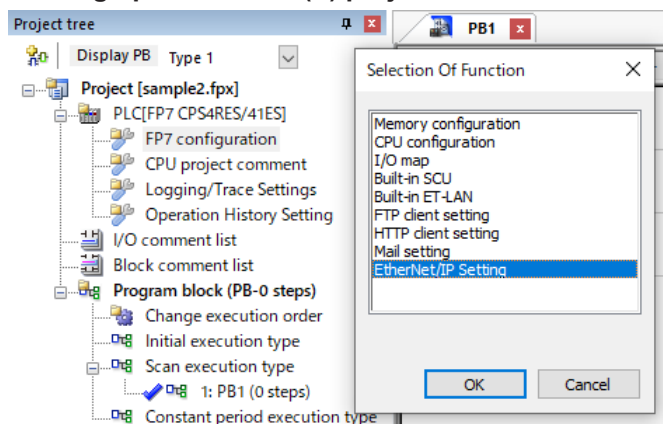 Project tree
Display PB Type 1
Project [sample2.fpx]
PLC[FP7 CPS4RES/41ES]
FP7 configuration
CPU project comment
Logging/Trace Settings
Operation History Setting
I/O comment list
Block comment list
Program block (PB-0 steps)
Change execution order
Initial execution type
Scan execution type
1: PB1 (0 steps)
Constant period execution type
PB1
Selection Of Function
Memory configuration
CPU configuration
I/O map
Built-in SCU
Built-in ET-LAN
FTP client setting
HTTP client setting
Mail setting
EtherNet/IP Setting
OK
Cancel